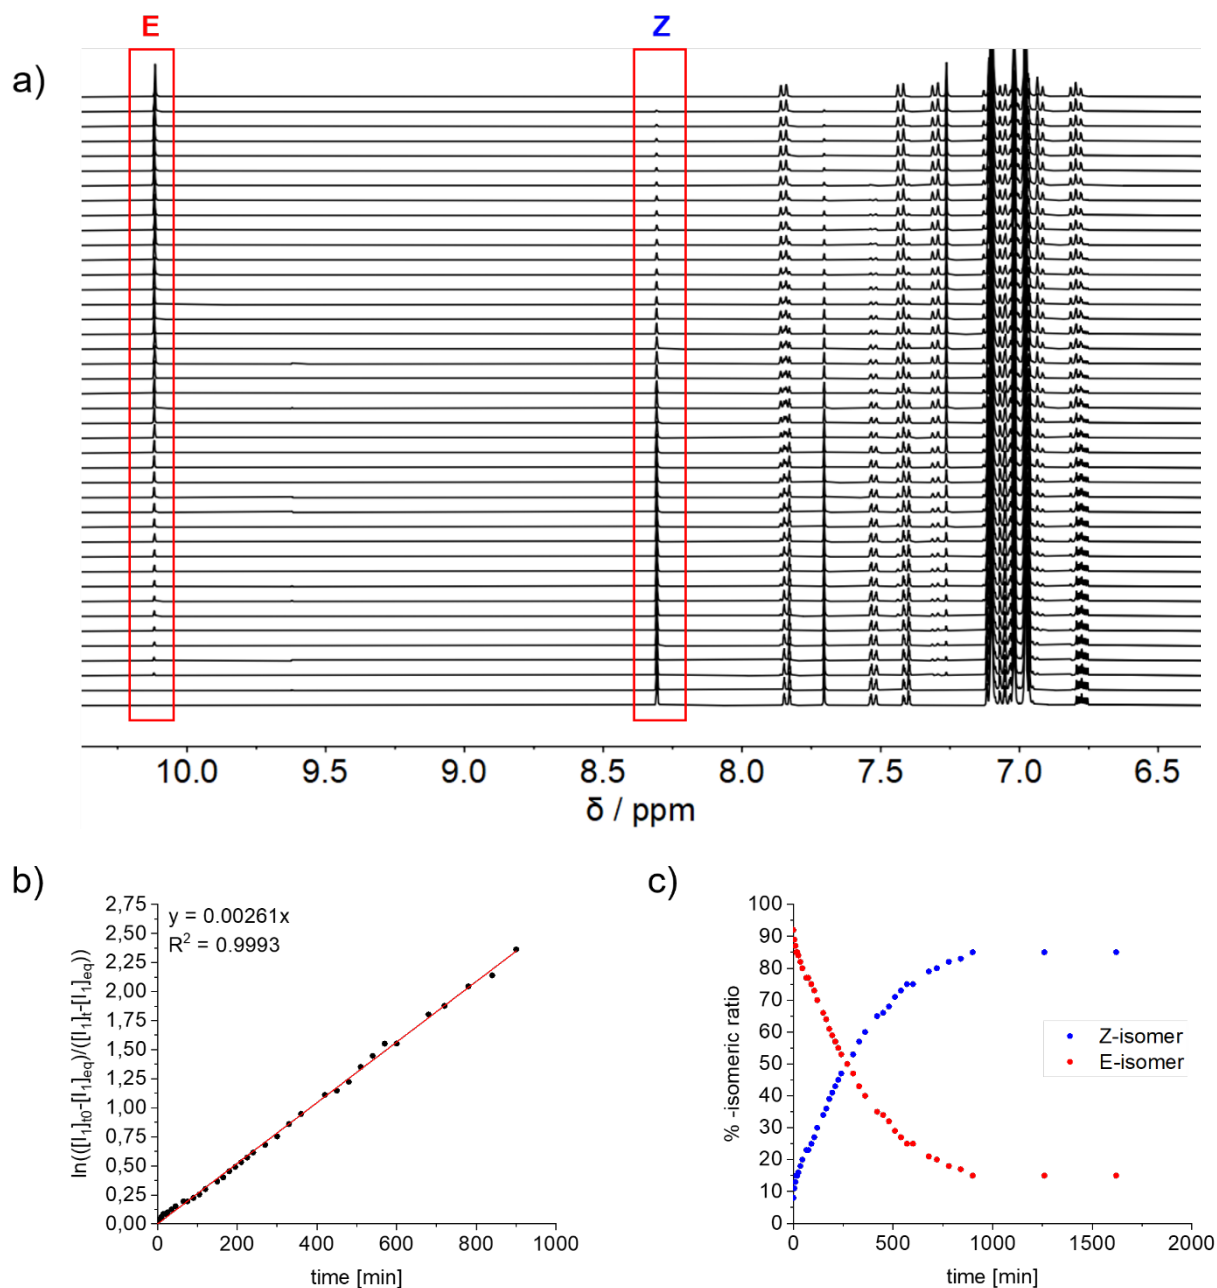 E
Z
a)
10.0 9.5 9.0 8.5 8.0 7.5 7.0 6.5
δ / ppm
b)
2,75
2,50
2,25
2,00
1,75
1,50
1,25
1,00
0,75
0,50
0,25
0,00
ln(([I₁]t0-[I₁]eq)/([I₁]t-[I₁]eq))
y = 0.00261x
R² = 0.9993
0 200 400 600 800 1000
time [min]
c)
100
90
80
70
60
50
40
30
20
10
0
% -isomeric ratio
Z-isomer
E-isomer
0 500 1000 1500 2000
time [min]